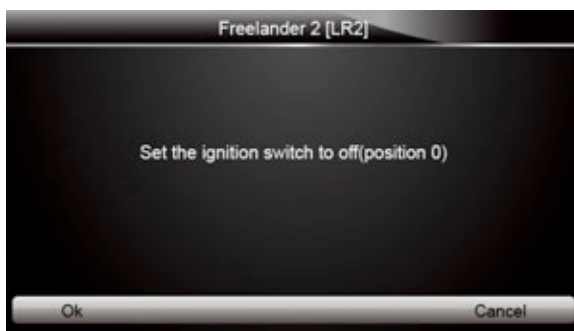 Freelander 2 [LR2]
Set the ignition switch to off(position 0)
Ok
Cancel